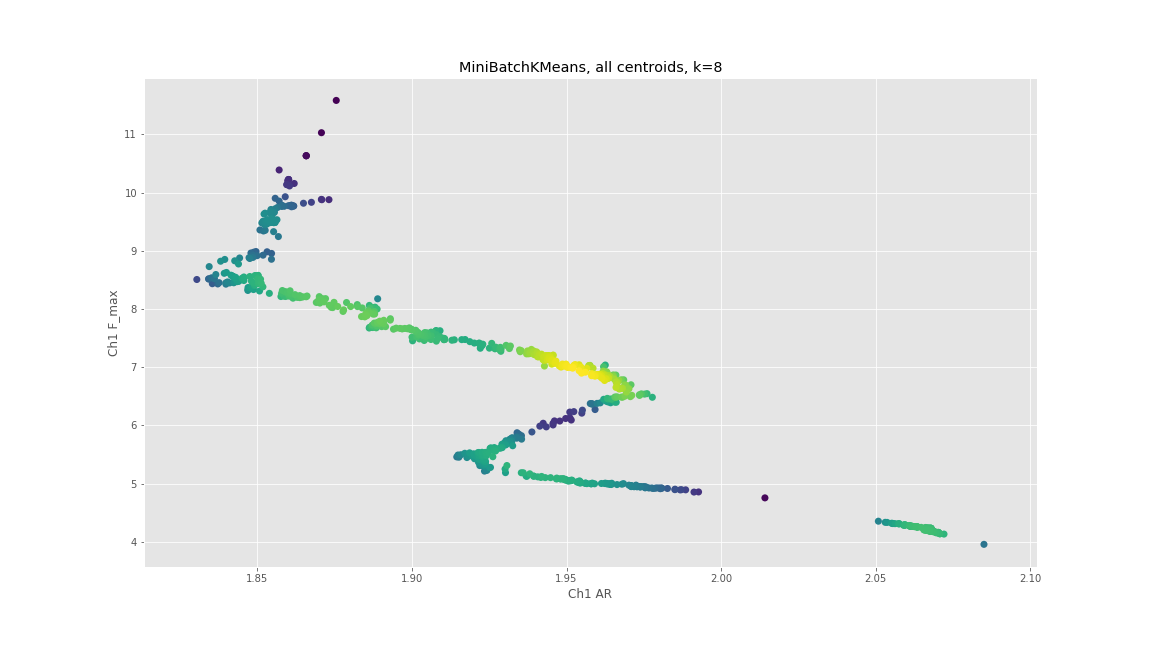 MiniBatchKMeans, all centroids, k=8
11
10
9
8
7
6
5
4
Ch1 F_max
1.85 1.90 1.95 2.00 2.05 2.10
Ch1 AR